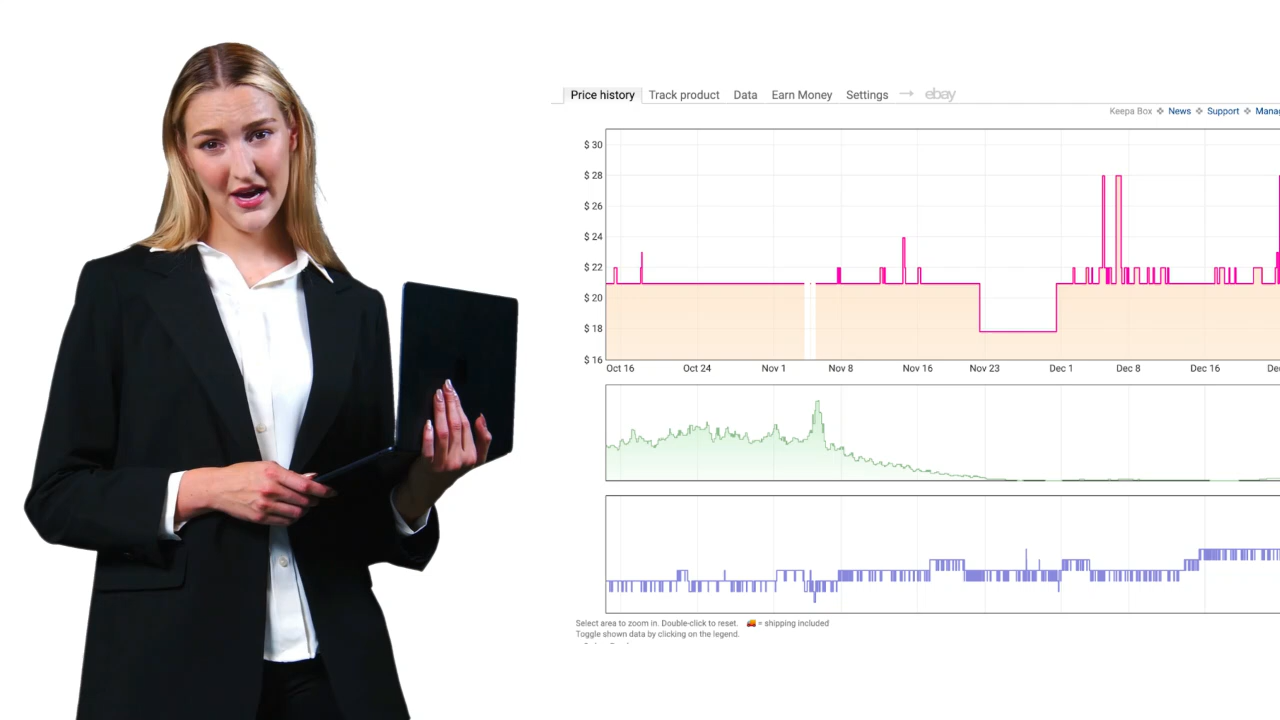 Price history Track product Data Earn Money Settings → ebay
Keepa Box ❖ News ❖ Support ❖ Manag
$ 30
$ 28
$ 26
$ 24
$ 22
$ 20
$ 18
$ 16
Oct 16 Oct 24 Nov 1 Nov 8 Nov 16 Nov 23 Dec 1 Dec 8 Dec 16 De
Select area to zoom in. Double-click to reset. 🚚 = shipping included
Toggle shown data by clicking on the legend.